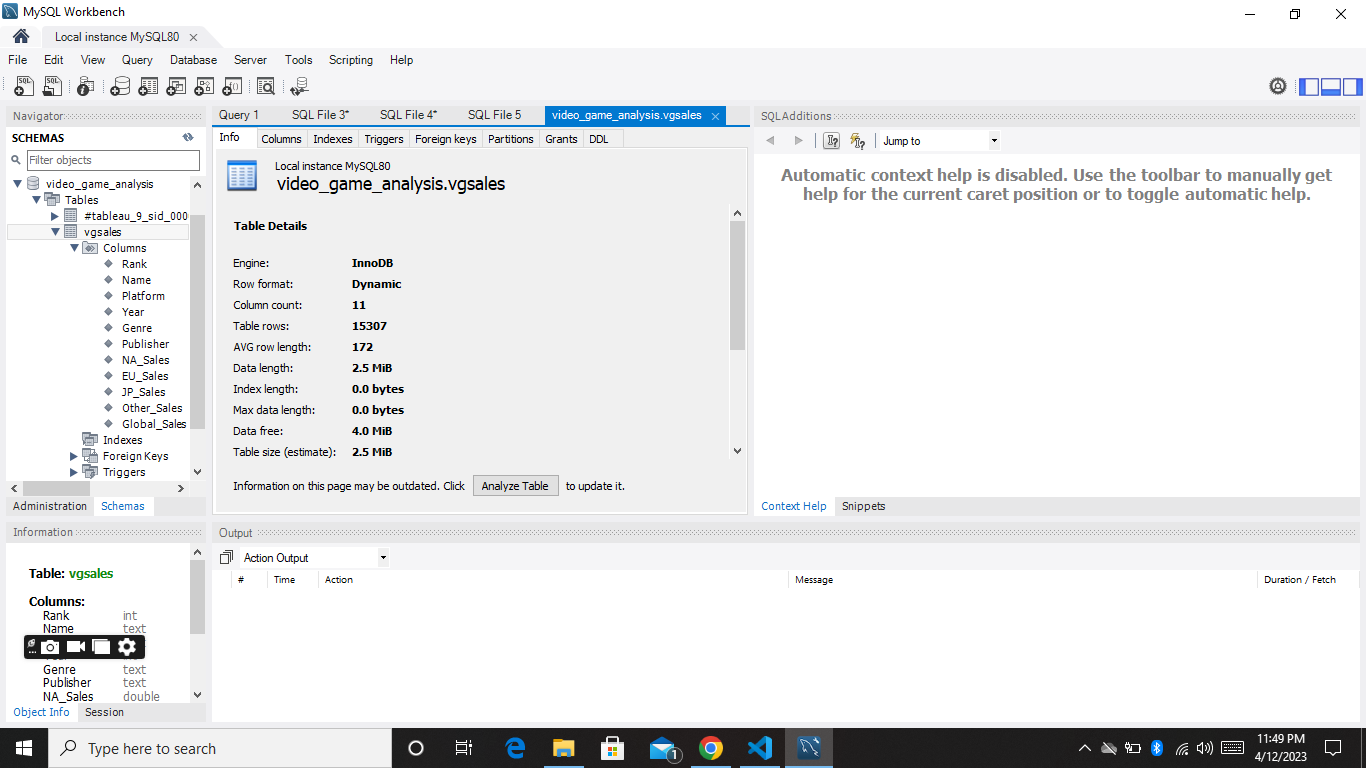 MySQL Workbench
Local instance MySQL80
File Edit View Query Database Server Tools Scripting Help
Navigator
SCHEMAS
Filter objects
video_game_analysis
Tables
#tableau_9_sid_000
vgsales
Columns
Rank
Name
Platform
Year
Genre
Publisher
NA_Sales
EU_Sales
JP_Sales
Other_Sales
Global_Sales
Indexes
Foreign Keys
Triggers
Administration Schemas
Information
Table: vgsales
Columns:
Rank int
Name text
Genre text
Publisher text
NA_Sales double
Object Info Session
Query 1 SQL File 3* SQL File 4* SQL File 5 video_game_analysis.vgsales
Info Columns Indexes Triggers Foreign keys Partitions Grants DDL
Local instance MySQL80
video_game_analysis.vgsales
Table Details
Engine: InnoDB
Row format: Dynamic
Column count: 11
Table rows: 15307
AVG row length: 172
Data length: 2.5 MiB
Index length: 0.0 bytes
Max data length: 0.0 bytes
Data free: 4.0 MiB
Table size (estimate): 2.5 MiB
Information on this page may be outdated. Click Analyze Table to update it.
SQLAdditions
Jump to
Automatic context help is disabled. Use the toolbar to manually get
help for the current caret position or to toggle automatic help.
Context Help Snippets
Output
Action Output
# Time Action Message Duration / Fetch
Type here to search
1
11:49 PM
4/12/2023